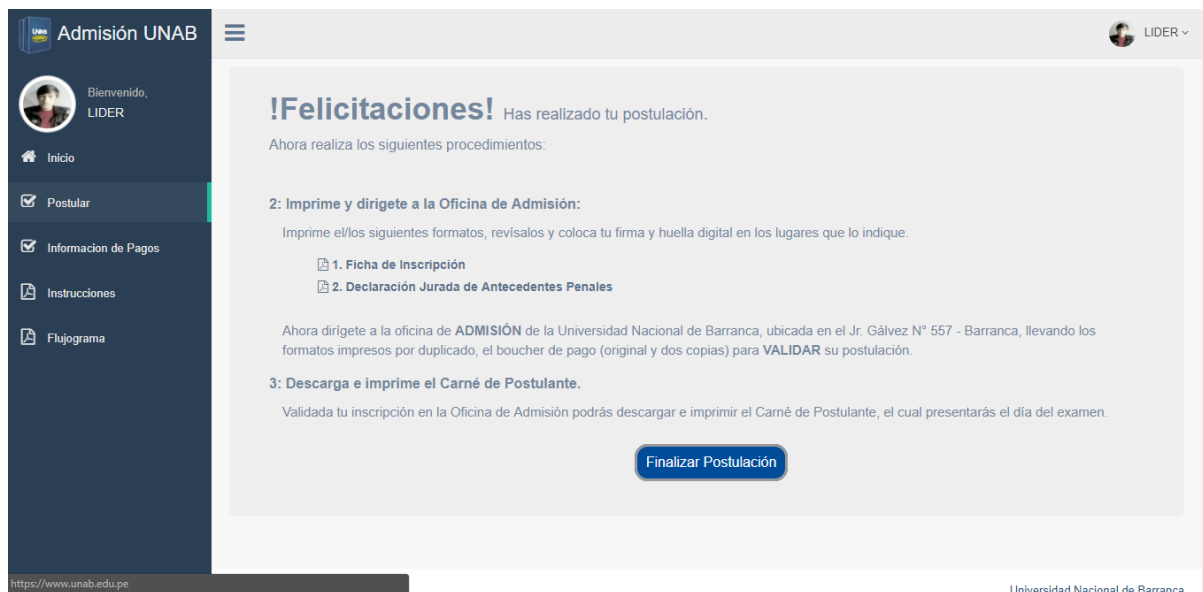 UNAB
Admisión UNAB
LIDER
Bienvenido,
LIDER
Inicio
Postular
Informacion de Pagos
Instrucciones
Flujograma
!Felicitaciones! Has realizado tu postulación.
Ahora realiza los siguientes procedimientos:
2: Imprime y dirígete a la Oficina de Admisión:
Imprime el/los siguientes formatos, revísalos y coloca tu firma y huella digital en los lugares que lo indique.
1. Ficha de Inscripción
2. Declaración Jurada de Antecedentes Penales
Ahora dirígete a la oficina de ADMISIÓN de la Universidad Nacional de Barranca, ubicada en el Jr. Gálvez N° 557 - Barranca, llevando los
formatos impresos por duplicado, el boucher de pago (original y dos copias) para VALIDAR su postulación.
3: Descarga e imprime el Carné de Postulante.
Validada tu inscripción en la Oficina de Admisión podrás descargar e imprimir el Carné de Postulante, el cual presentarás el día del examen.
Finalizar Postulación
https://www.unab.edu.pe
Universidad Nacional de Barranca